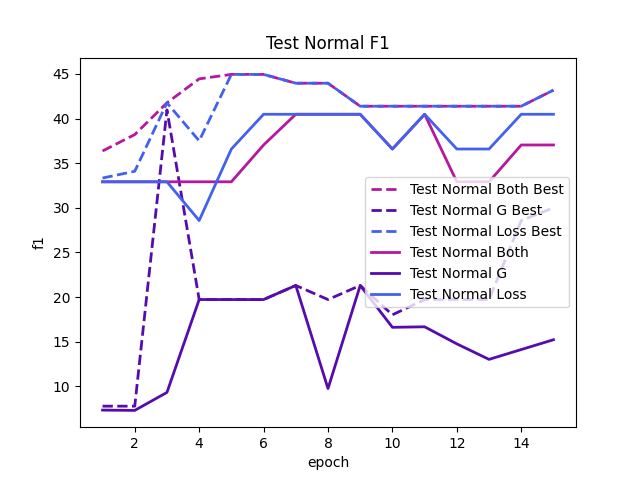 Test Normal F1
45
40
35
30
25
20
15
10
f1
2 4 6 8 10 12 14
epoch
Test Normal Both Best
Test Normal G Best
Test Normal Loss Best
Test Normal Both
Test Normal G
Test Normal Loss